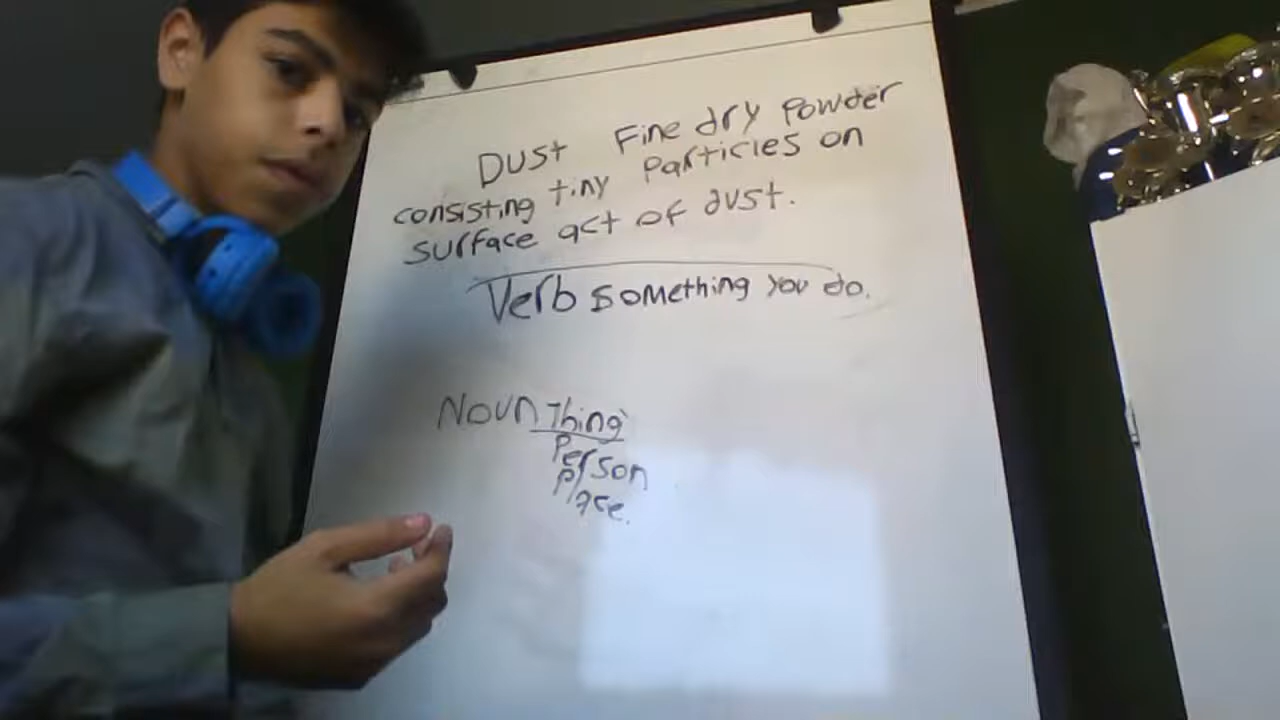 Dust Fine dry Powder
consisting tiny Particies on
surface act of dust.
Verb something you do.
Noun Thing
Person
Place.